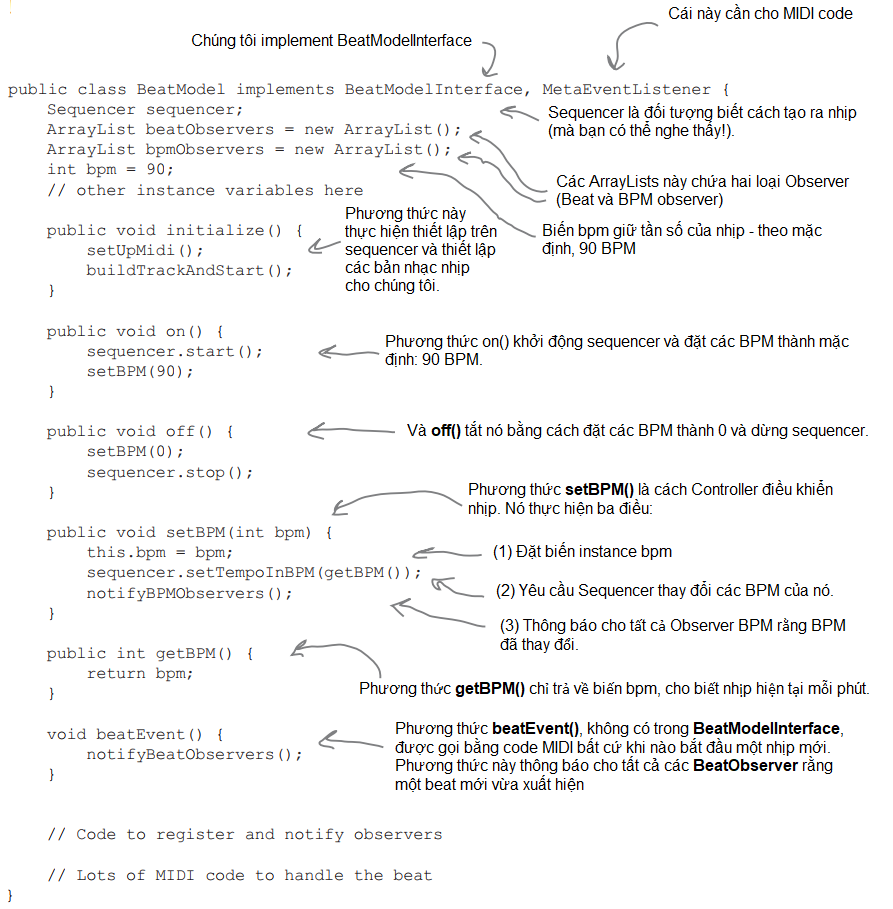 Cái này cần cho MIDI code
Chúng tôi implement BeatModelInterface
public class BeatModel implements BeatModelInterface, MetaEventListener {
Sequencer sequencer;
Sequencer là đối tượng biết cách tạo ra nhịp
(mà bạn có thể nghe thấy!).
ArrayList beatObservers = new ArrayList();
ArrayList bpmObservers = new ArrayList();
int bpm = 90;
// other instance variables here
Các ArrayLists này chứa hai loại Observer
(Beat và BPM observer)
Biến bpm giữ tần số của nhịp - theo mặc
định, 90 BPM
public void initialize() {
setUpMidi();
buildTrackAndStart();
}
Phương thức này
thực hiện thiết lập trên
sequencer và thiết lập
các bản nhạc nhịp
cho chúng tôi.
public void on() {
sequencer.start();
setBPM(90);
}
Phương thức on() khởi động sequencer và đặt các BPM thành mặc
định: 90 BPM.
public void off() {
setBPM(0);
sequencer.stop();
}
Và off() tắt nó bằng cách đặt các BPM thành 0 và dừng sequencer.
Phương thức setBPM() là cách Controller điều khiển
nhịp. Nó thực hiện ba điều:
public void setBPM(int bpm) {
this.bpm = bpm;
sequencer.setTempoInBPM(getBPM());
notifyBPMObservers();
}
(1) Đặt biến instance bpm
(2) Yêu cầu Sequencer thay đổi các BPM của nó.
(3) Thông báo cho tất cả Observer BPM rằng BPM
đã thay đổi.
public int getBPM() {
return bpm;
}
Phương thức getBPM() chỉ trả về biến bpm, cho biết nhịp hiện tại mỗi phút.
void beatEvent() {
notifyBeatObservers();
}
Phương thức beatEvent(), không có trong BeatModelInterface,
được gọi bằng code MIDI bất cứ khi nào bắt đầu một nhịp mới.
Phương thức này thông báo cho tất cả các BeatObserver rằng
một beat mới vừa xuất hiện
// Code to register and notify observers
// Lots of MIDI code to handle the beat
}